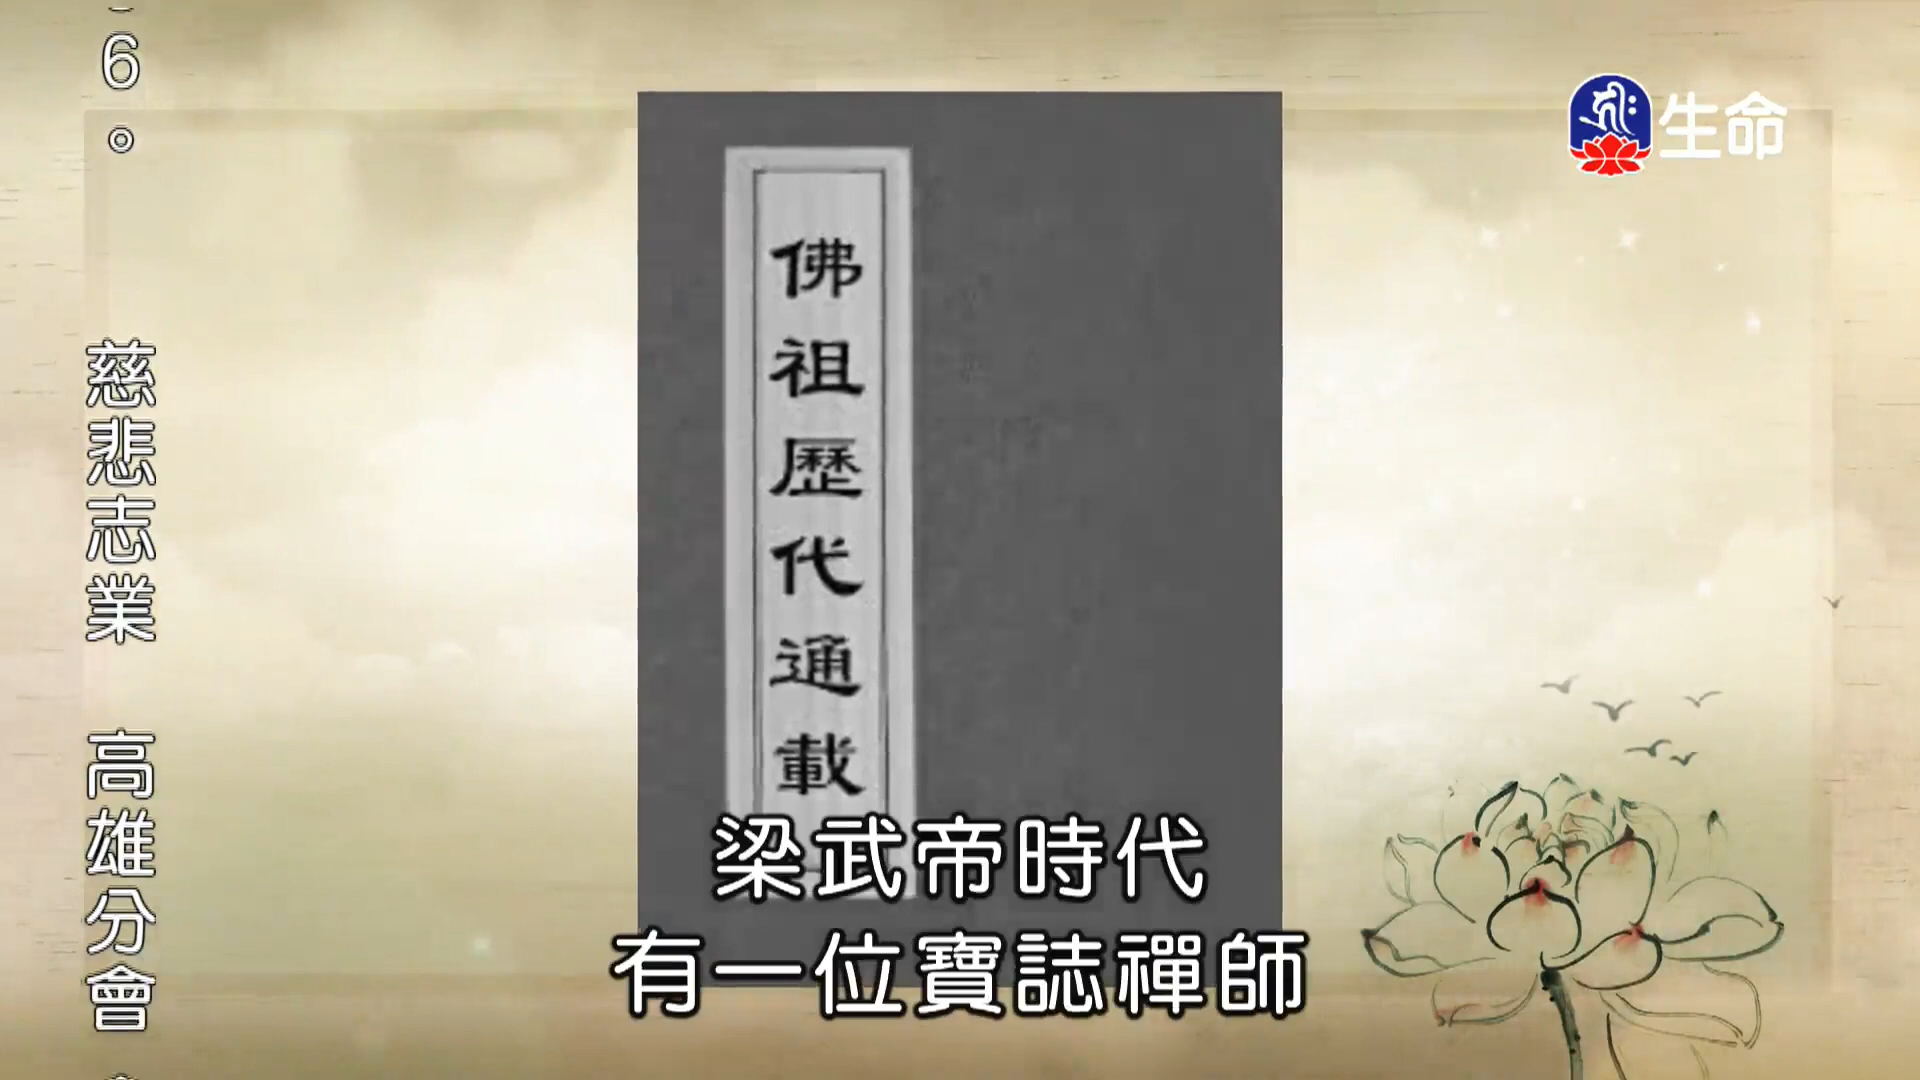 6。 慈悲志業 高雄分會
生命
佛祖歷代通載
梁武帝時代
有一位寶誌禪師